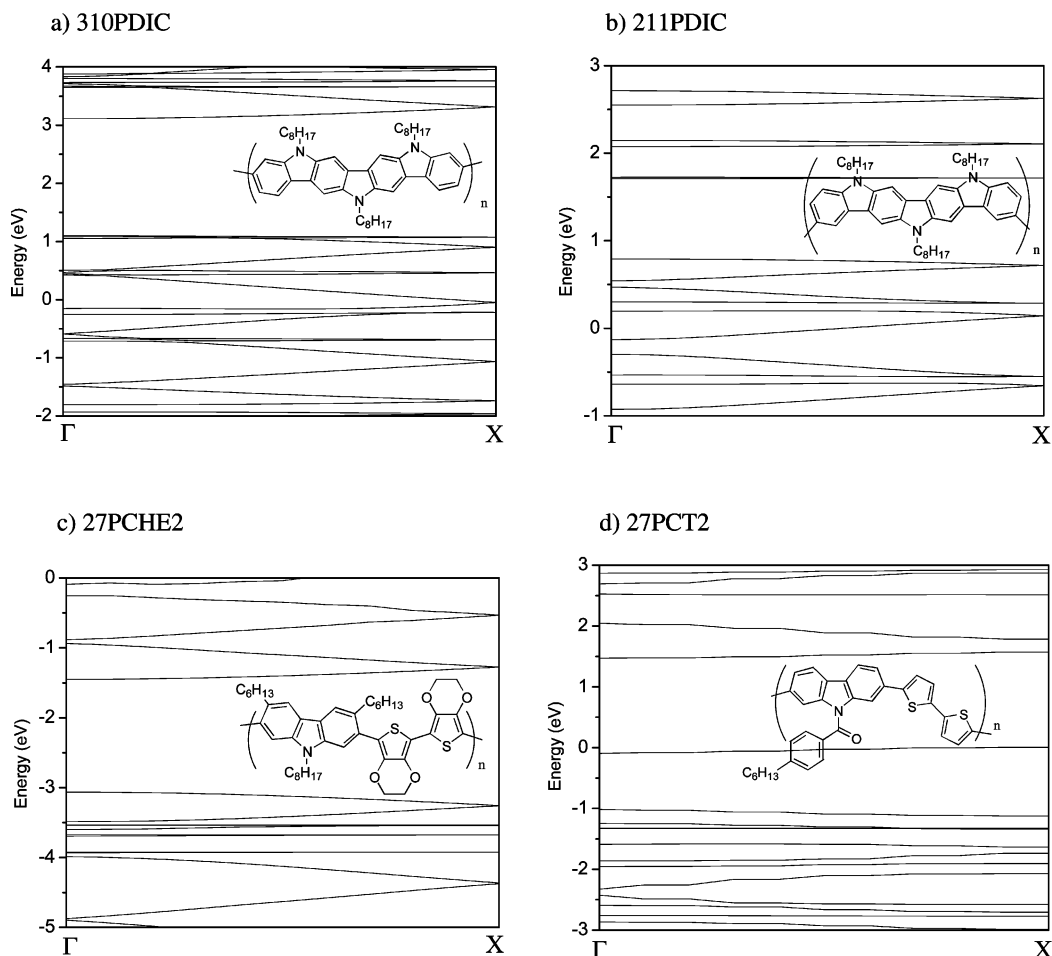 a) 310PDIC
4
3
2
1
0
-1
-2
Energy (eV)
Γ
X
C8H17
N
C8H17
N
N
C8H17
n
b) 211PDIC
3
2
1
0
-1
Energy (eV)
Γ
X
C8H17
N
C8H17
N
N
C8H17
n
c) 27PCHE2
0
-1
-2
-3
-4
-5
Energy (eV)
Γ
X
C6H13
C6H13
N
C8H17
S
O
O
O
O
S
n
d) 27PCT2
3
2
1
0
-1
-2
-3
Energy (eV)
Γ
X
N
O
C6H13
S
S
n